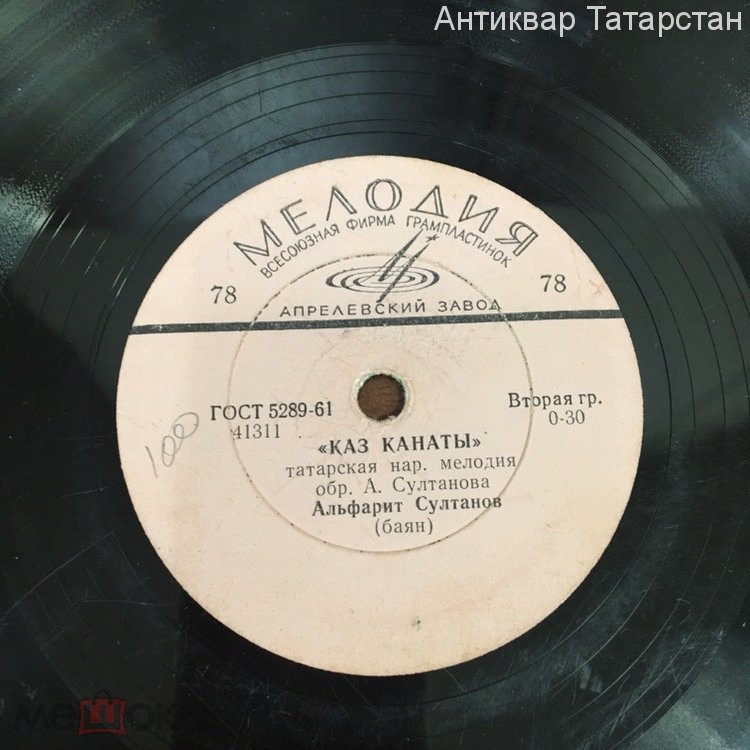 Антиквар Татарстан
МЕЛОДИЯ
ВСЕСОЮЗНАЯ ФИРМА ГРАМПЛАСТИНОК
78 78
АПРЕЛЕВСКИЙ ЗАВОД
ГОСТ 5289-61 Вторая гр.
41311 0-30
«КАЗ КАНАТЫ»
татарская нар. мелодия
обр. А. Султанова
Альфарит Султанов
(баян)
100
мешок